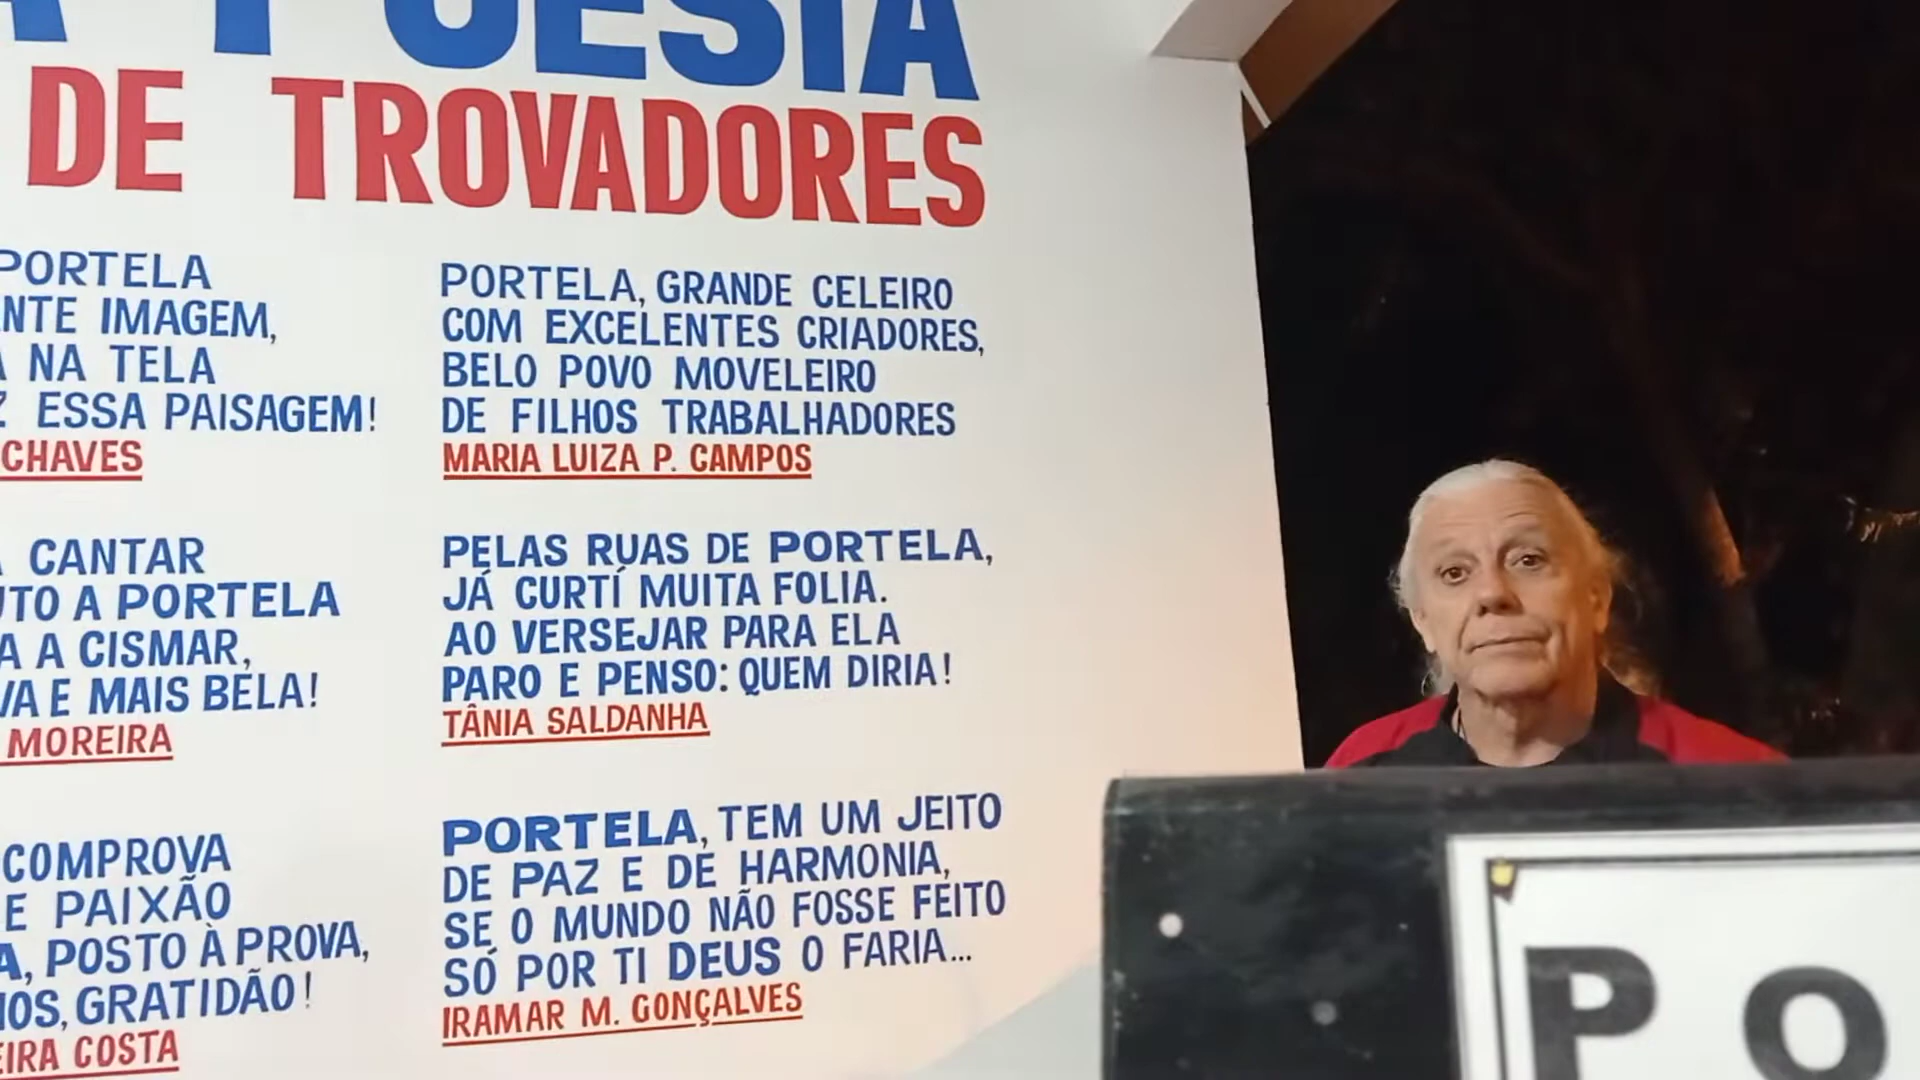 A POESIA
DE TROVADORES
PORTELA
NTE IMAGEM,
A NA TELA
Z ESSA PAISAGEM!
CHAVES
PORTELA, GRANDE CELEIRO
COM EXCELENTES CRIADORES,
BELO POVO MOVELEIRO
DE FILHOS TRABALHADORES
MARIA LUIZA P. CAMPOS
A CANTAR
UTO A PORTELA
A A CISMAR,
VA E MAIS BELA!
MOREIRA
PELAS RUAS DE PORTELA,
JÁ CURTÍ MUITA FOLIA.
AO VERSEJAR PARA ELA
PARO E PENSO: QUEM DIRIA!
TÂNIA SALDANHA
COMPROVA
E PAIXÃO
A, POSTO À PROVA,
OS, GRATIDÃO!
EIRA COSTA
PORTELA, TEM UM JEITO
DE PAZ E DE HARMONIA,
SE O MUNDO NÃO FOSSE FEITO
SÓ POR TI DEUS O FARIA...
IRAMAR M. GONÇALVES
PO